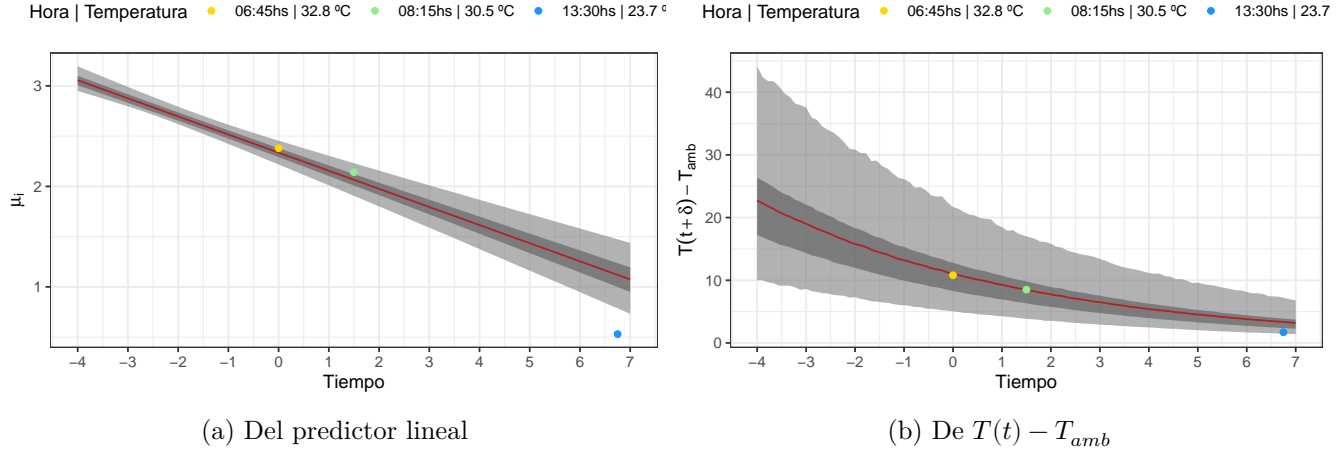 Hora | Temperatura 06:45hs | 32.8 ºC 08:15hs | 30.5 ºC 13:30hs | 23.7 º
μi
3
2
1
−4 −3 −2 −1 0 1 2 3 4 5 6 7
Tiempo
(a) Del predictor lineal
Hora | Temperatura 06:45hs | 32.8 ºC 08:15hs | 30.5 ºC 13:30hs | 23.7
T(t + δ) − Tamb
40
30
20
10
0
−4 −3 −2 −1 0 1 2 3 4 5 6 7
Tiempo
(b) De T(t) − Tamb